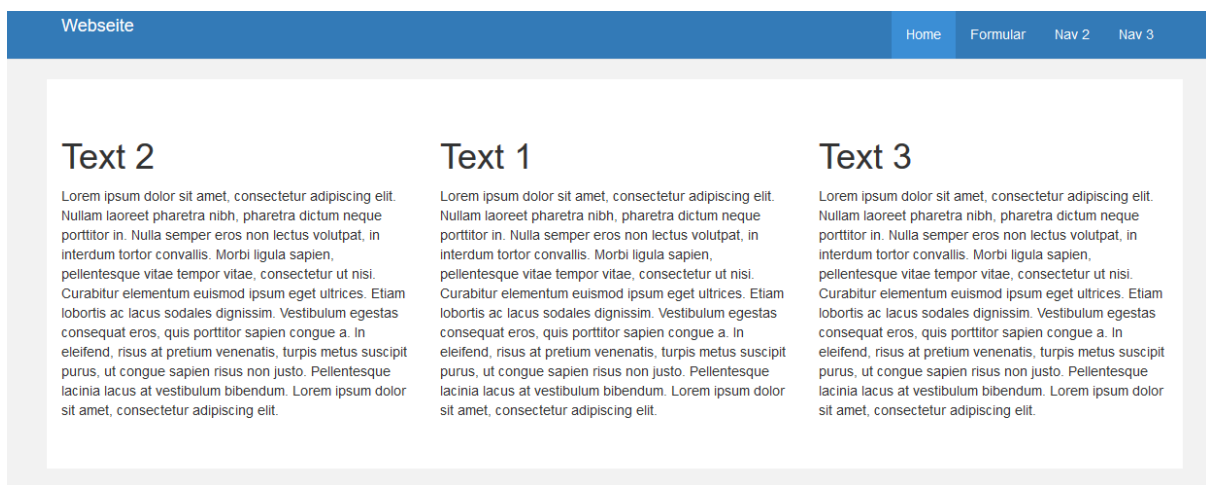 Webseite
Home Formular Nav 2 Nav 3
Text 2
Lorem ipsum dolor sit amet, consectetur adipiscing elit.
Nullam laoreet pharetra nibh, pharetra dictum neque
porttitor in. Nulla semper eros non lectus volutpat, in
interdum tortor convallis. Morbi ligula sapien,
pellentesque vitae tempor vitae, consectetur ut nisi.
Curabitur elementum euismod ipsum eget ultrices. Etiam
lobortis ac lacus sodales dignissim. Vestibulum egestas
consequat eros, quis porttitor sapien congue a. In
eleifend, risus at pretium venenatis, turpis metus suscipit
purus, ut congue sapien risus non justo. Pellentesque
lacinia lacus at vestibulum bibendum. Lorem ipsum dolor
sit amet, consectetur adipiscing elit.
Text 1
Lorem ipsum dolor sit amet, consectetur adipiscing elit.
Nullam laoreet pharetra nibh, pharetra dictum neque
porttitor in. Nulla semper eros non lectus volutpat, in
interdum tortor convallis. Morbi ligula sapien,
pellentesque vitae tempor vitae, consectetur ut nisi.
Curabitur elementum euismod ipsum eget ultrices. Etiam
lobortis ac lacus sodales dignissim. Vestibulum egestas
consequat eros, quis porttitor sapien congue a. In
eleifend, risus at pretium venenatis, turpis metus suscipit
purus, ut congue sapien risus non justo. Pellentesque
lacinia lacus at vestibulum bibendum. Lorem ipsum dolor
sit amet, consectetur adipiscing elit.
Text 3
Lorem ipsum dolor sit amet, consectetur adipiscing elit.
Nullam laoreet pharetra nibh, pharetra dictum neque
porttitor in. Nulla semper eros non lectus volutpat, in
interdum tortor convallis. Morbi ligula sapien,
pellentesque vitae tempor vitae, consectetur ut nisi.
Curabitur elementum euismod ipsum eget ultrices. Etiam
lobortis ac lacus sodales dignissim. Vestibulum egestas
consequat eros, quis porttitor sapien congue a. In
eleifend, risus at pretium venenatis, turpis metus suscipit
purus, ut congue sapien risus non justo. Pellentesque
lacinia lacus at vestibulum bibendum. Lorem ipsum dolor
sit amet, consectetur adipiscing elit.